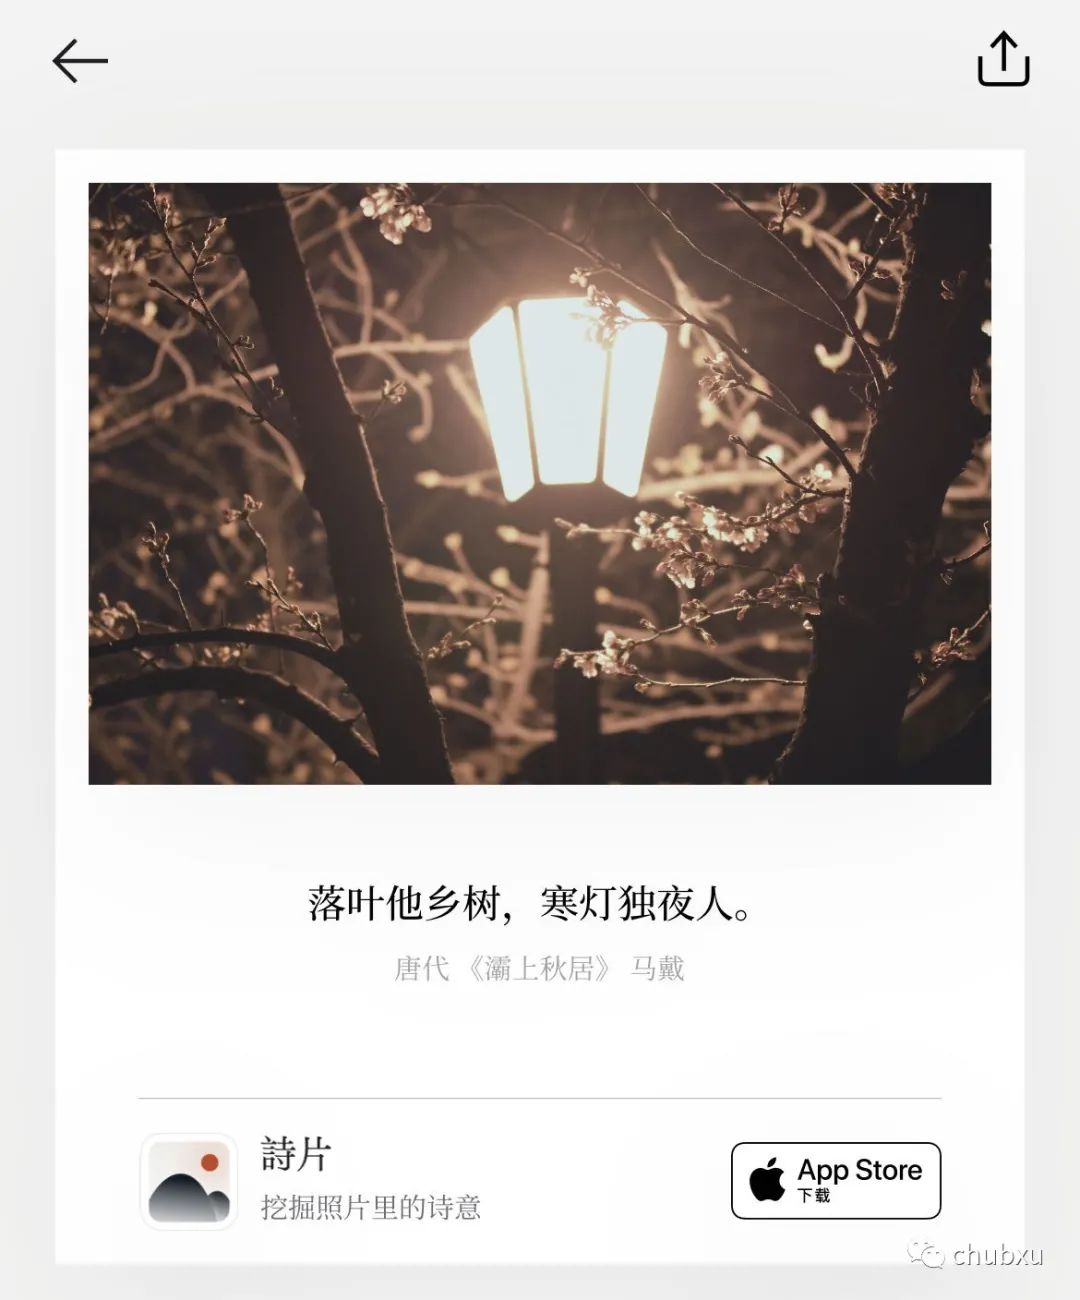 落叶他乡树，寒灯独夜人。
唐代 《灞上秋居》 马戴
詩片
挖掘照片里的诗意
App Store
下载
chubxu